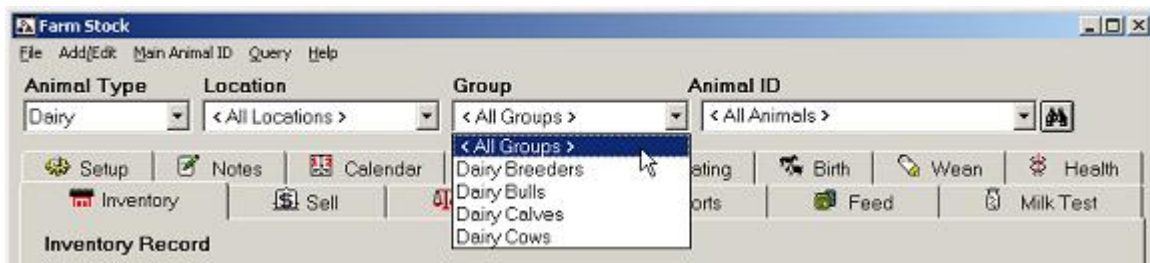 Farm Stock
File Add/Edit Main Animal ID Query Help
Animal Type Location Group Animal ID
Dairy < All Locations > < All Groups > < All Animals >
< All Groups >
Dairy Breeders
Dairy Bulls
Dairy Calves
Dairy Cows
Setup Notes Calendar ating Birth Wean Health
Inventory Sell orts Feed Milk Test
Inventory Record